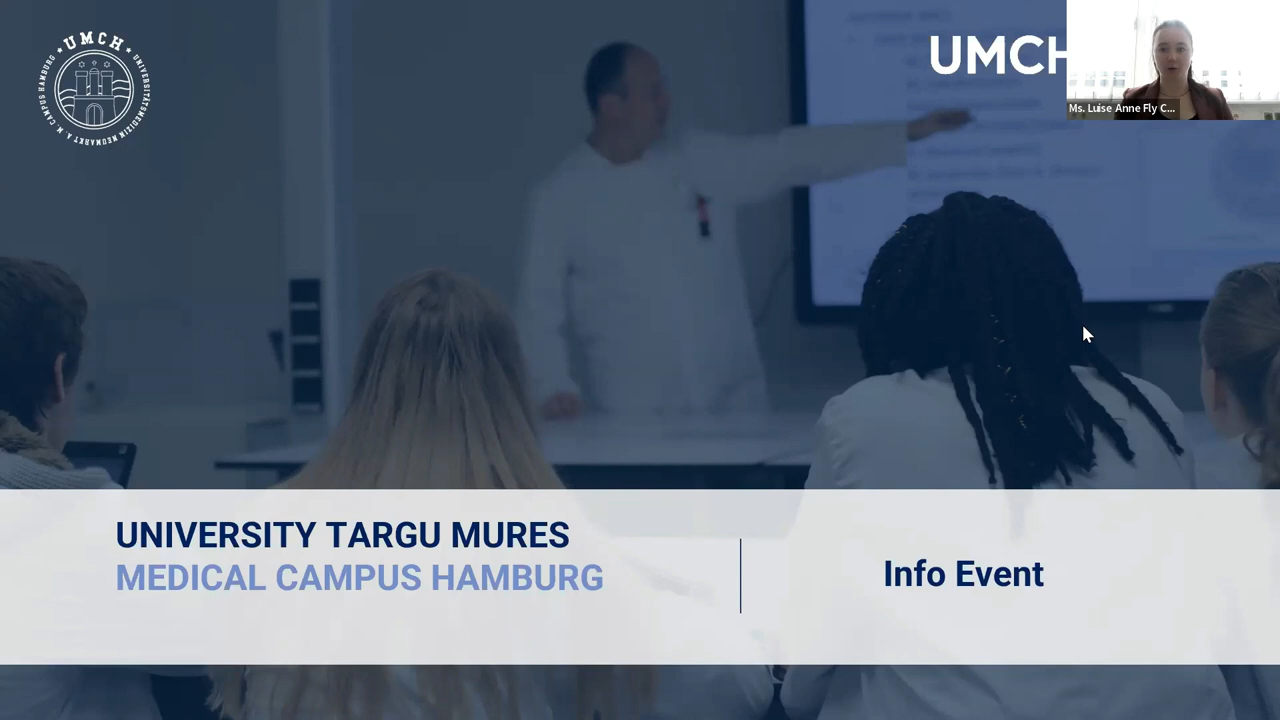 UMCH
UNIVERSITÄTSMEDIZIN NEUMARKT A. M. CAMPUS HAMBURG
UMCH
Ms. Luise Anne Fly C...
UNIVERSITY TARGU MURES
MEDICAL CAMPUS HAMBURG
Info Event